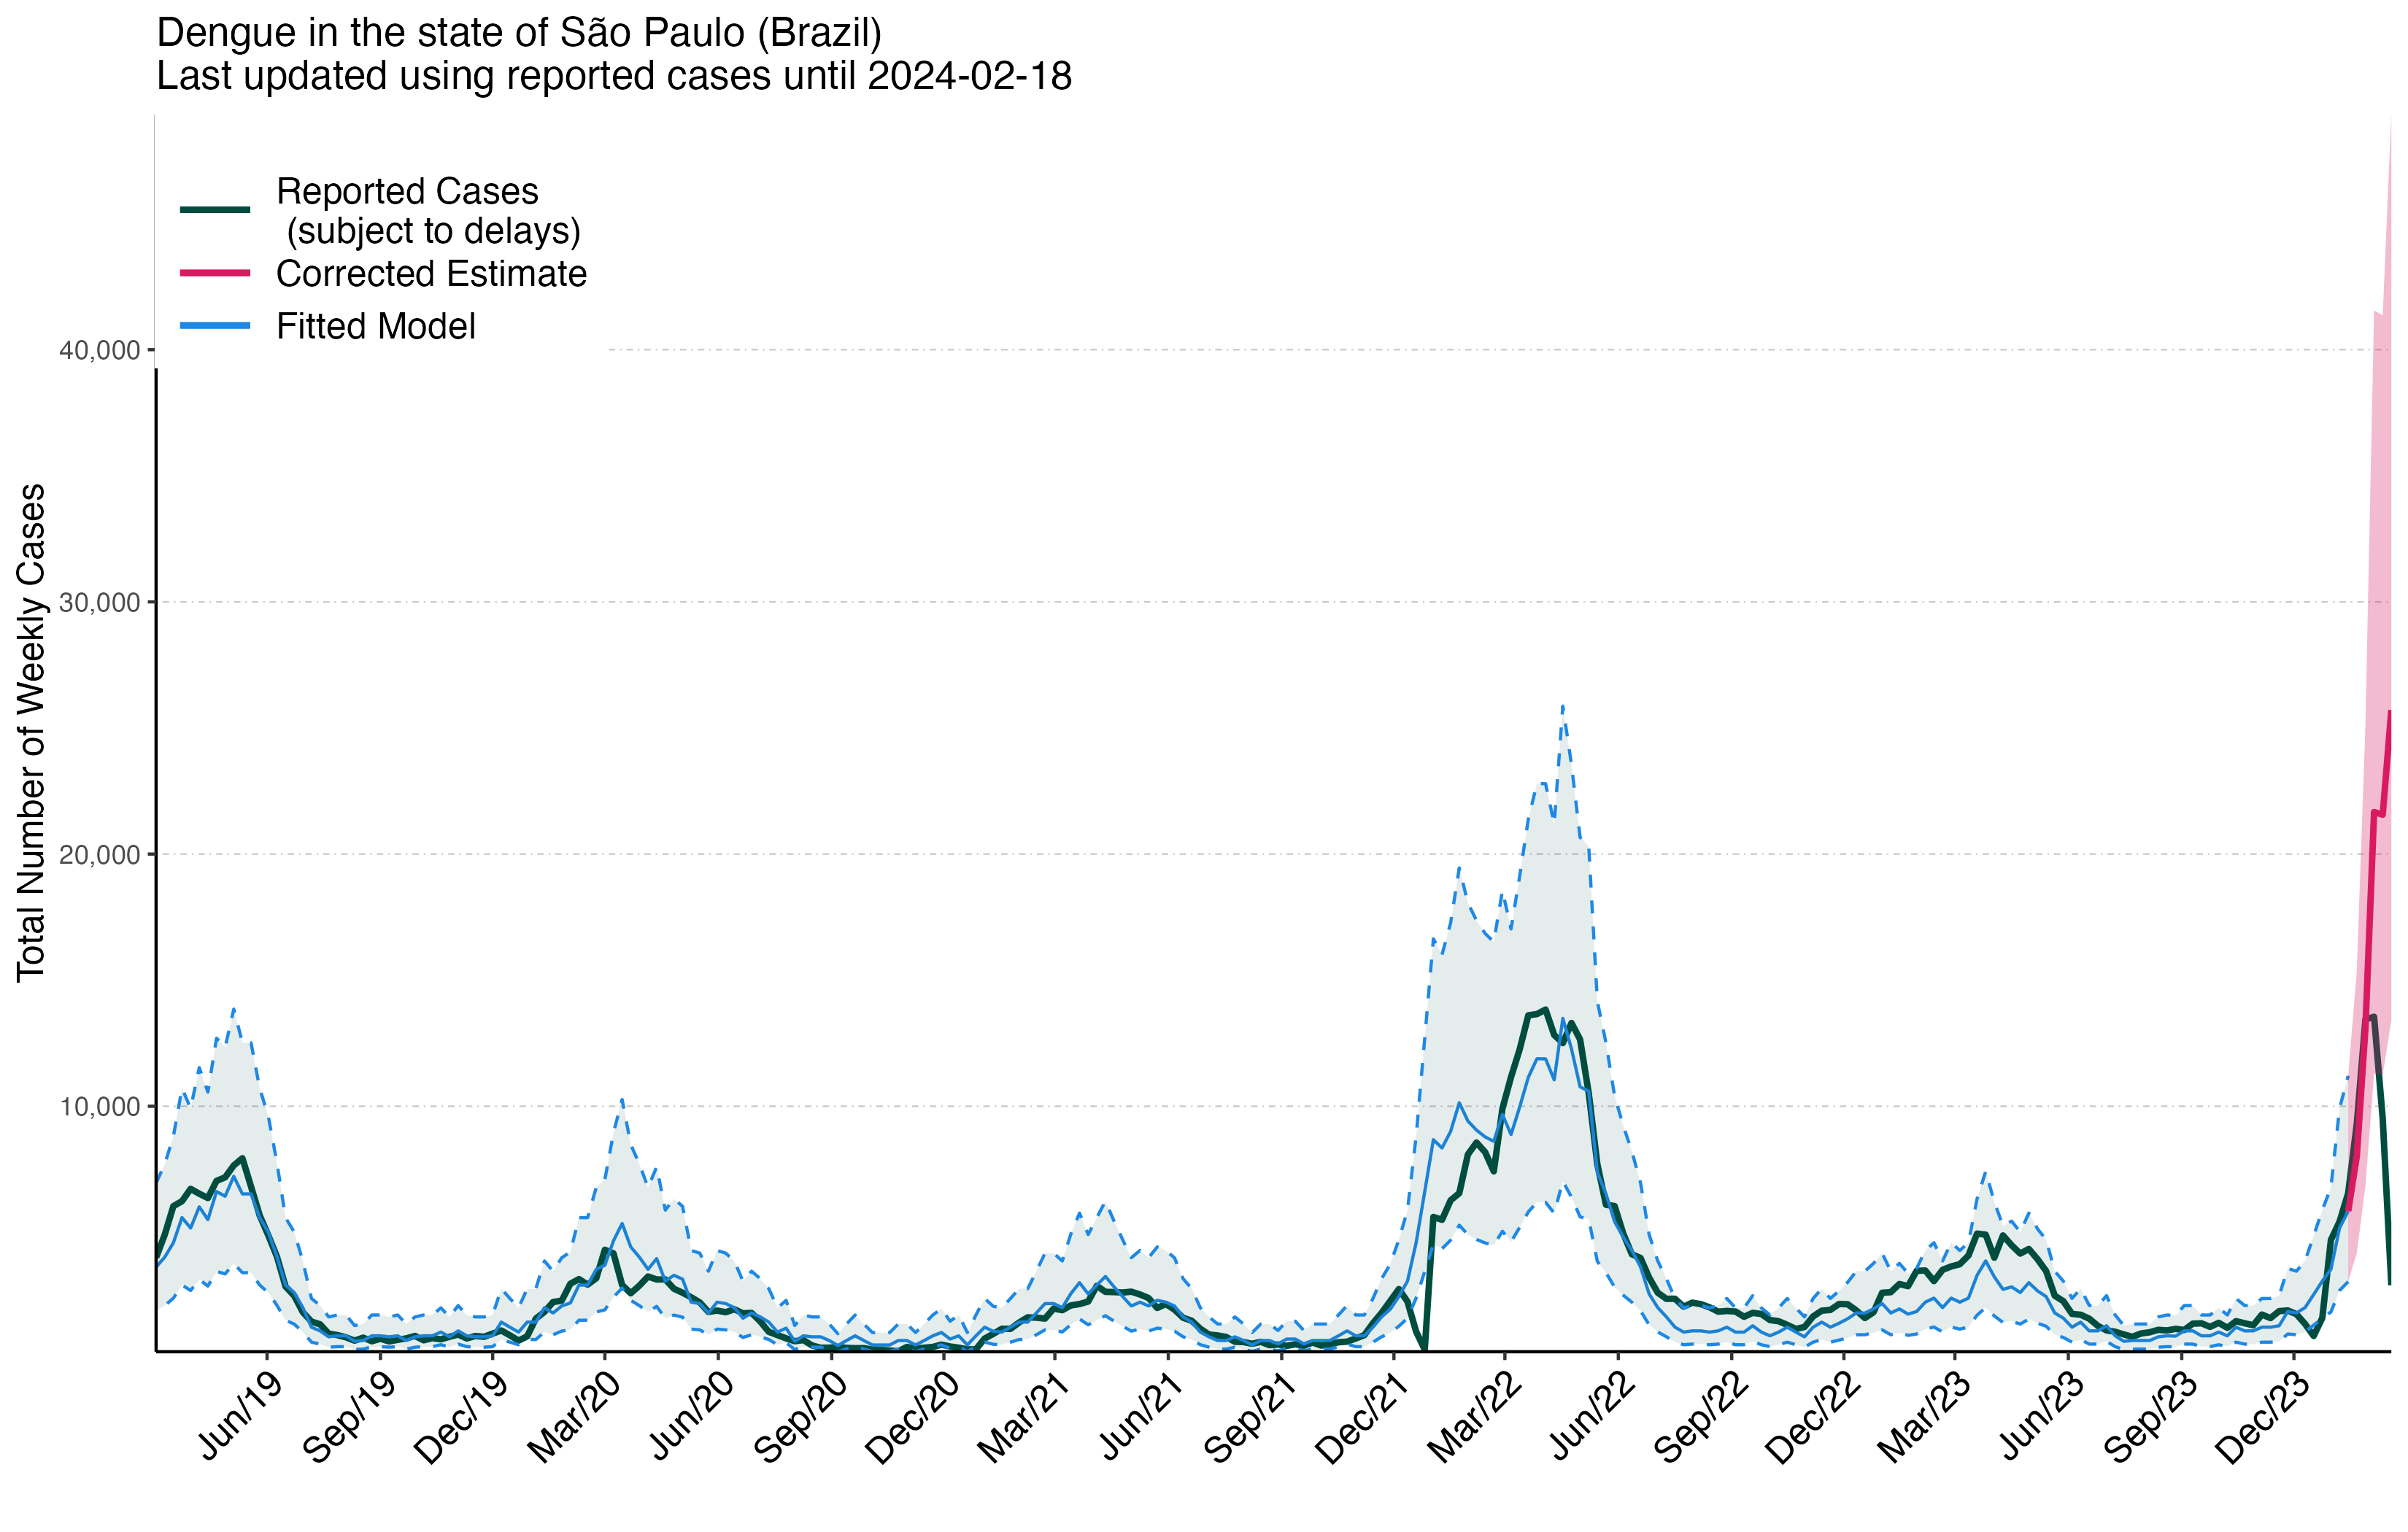 Dengue in the state of São Paulo (Brazil)
Last updated using reported cases until 2024-02-18
Reported Cases
(subject to delays)
Corrected Estimate
Fitted Model
Total Number of Weekly Cases
40,000
30,000
20,000
10,000
Jun/19
Sep/19
Dec/19
Mar/20
Jun/20
Sep/20
Dec/20
Mar/21
Jun/21
Sep/21
Dec/21
Mar/22
Jun/22
Sep/22
Dec/22
Mar/23
Jun/23
Sep/23
Dec/23